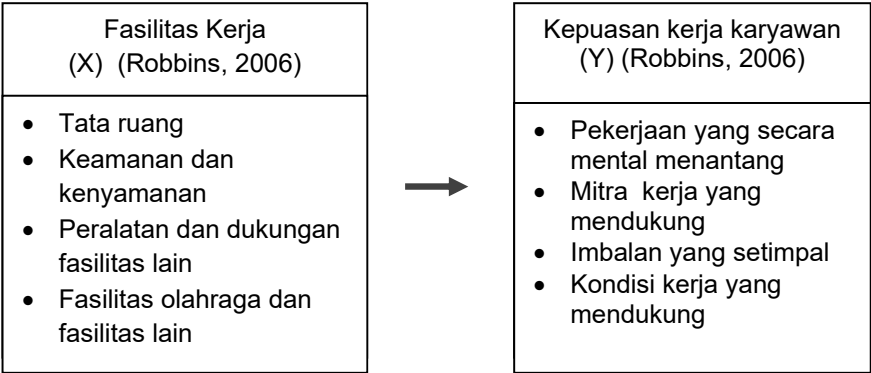 Fasilitas Kerja
(X) (Robbins, 2006)
• Tata ruang
• Keamanan dan
kenyamanan
• Peralatan dan dukungan
fasilitas lain
• Fasilitas olahraga dan
fasilitas lain
Kepuasan kerja karyawan
(Y) (Robbins, 2006)
• Pekerjaan yang secara
mental menantang
• Mitra kerja yang
mendukung
• Imbalan yang setimpal
• Kondisi kerja yang
mendukung